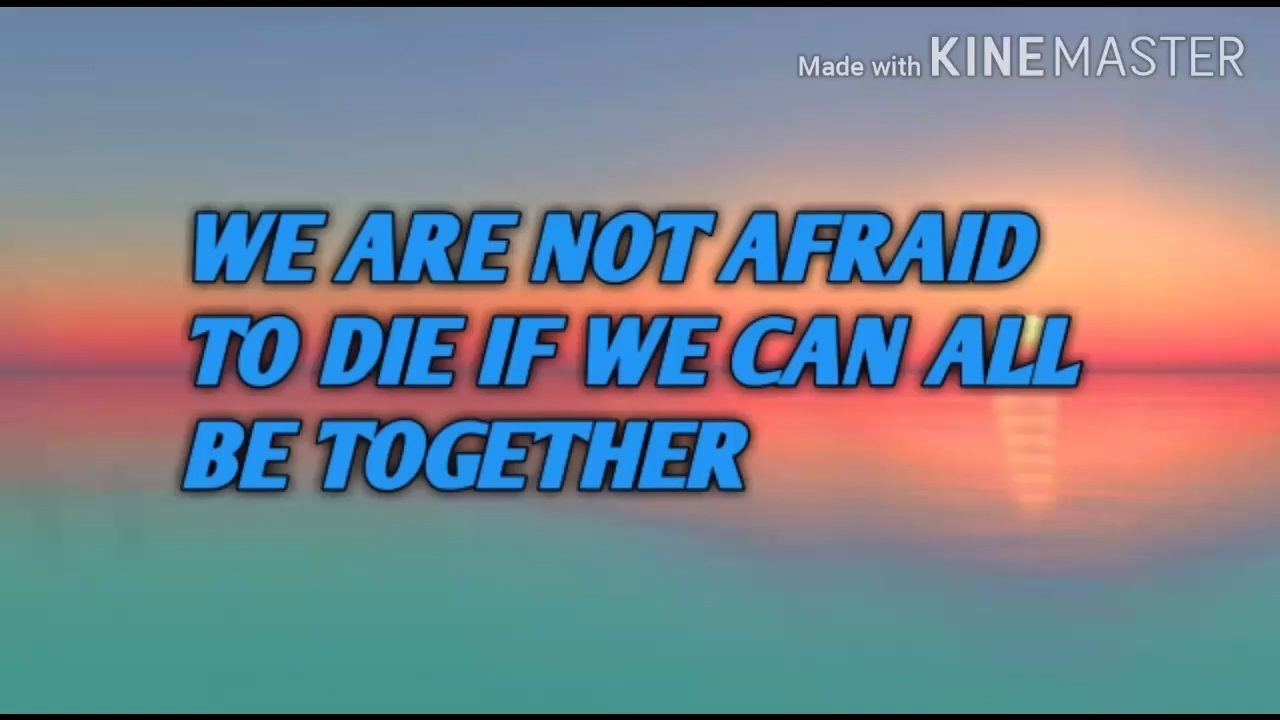 Made with KINEMASTER
WE ARE NOT AFRAID
TO DIE IF WE CAN ALL
BE TOGETHER